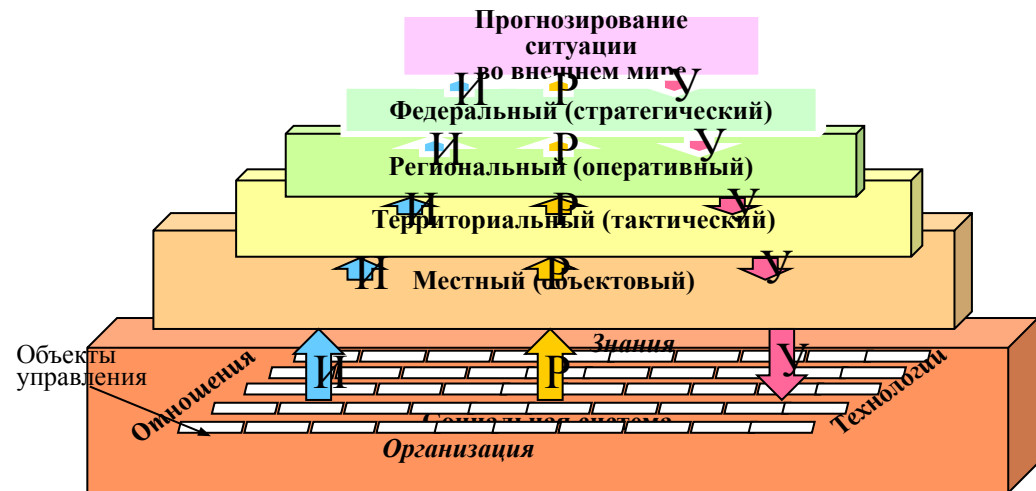 Прогнозирование
ситуации
во внешнем мире
И Р У
Федеральный (стратегический)
И Р У
Региональный (оперативный)
И Р У
Территориальный (тактический)
И Р У
Местный (объектовый)
Знания
Объекты
управления
И Р У
Отношения
Технологии
Социальная система
Организация